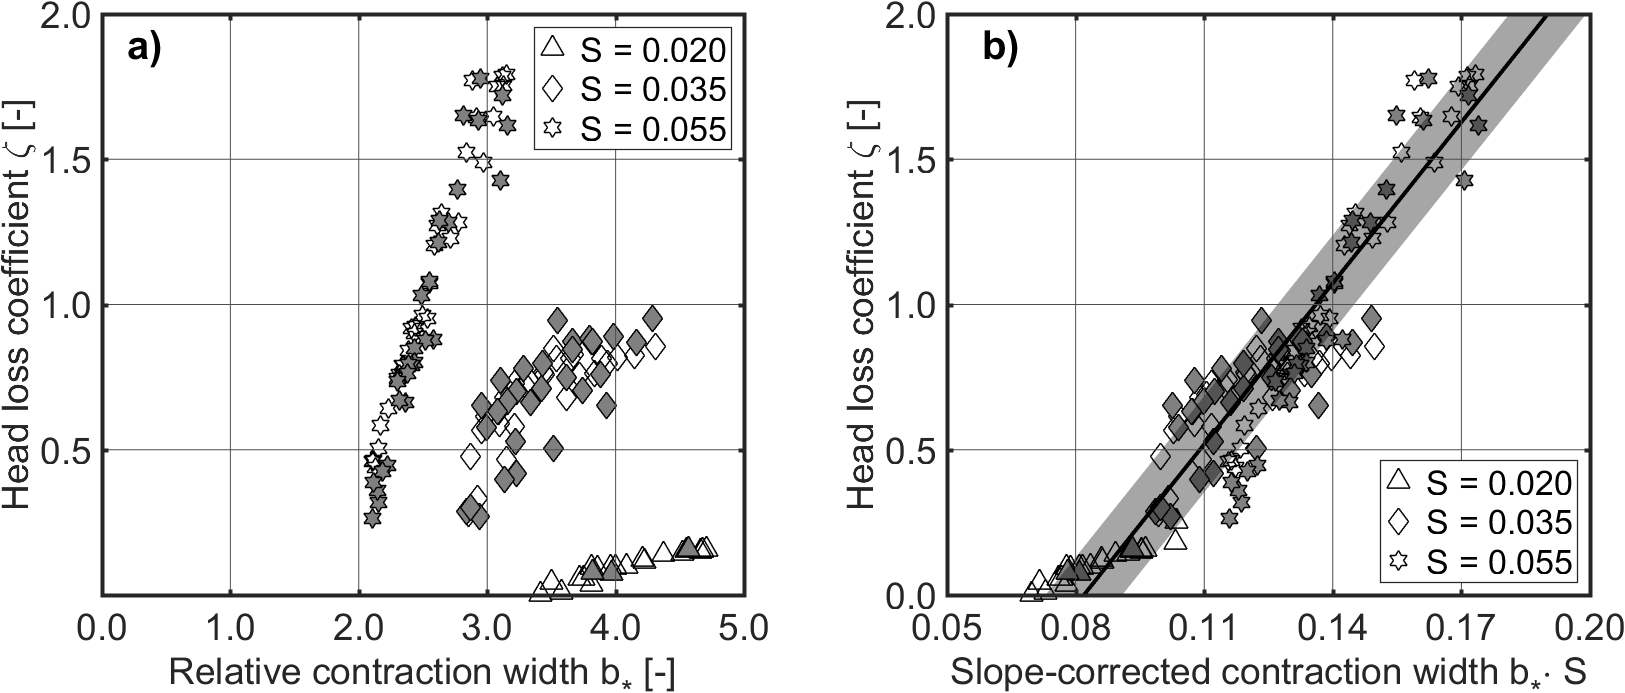 a)
S = 0.020
S = 0.035
S = 0.055
2.0
1.5
1.0
0.5
0.0
1.0
2.0
3.0
4.0
5.0
Head loss coefficient ζ [-]
Relative contraction width b* [-]
b)
S = 0.020
S = 0.035
S = 0.055
2.0
1.5
1.0
0.5
0.0
0.05
0.08
0.11
0.14
0.17
0.20
Head loss coefficient ζ [-]
Slope-corrected contraction width b*· S